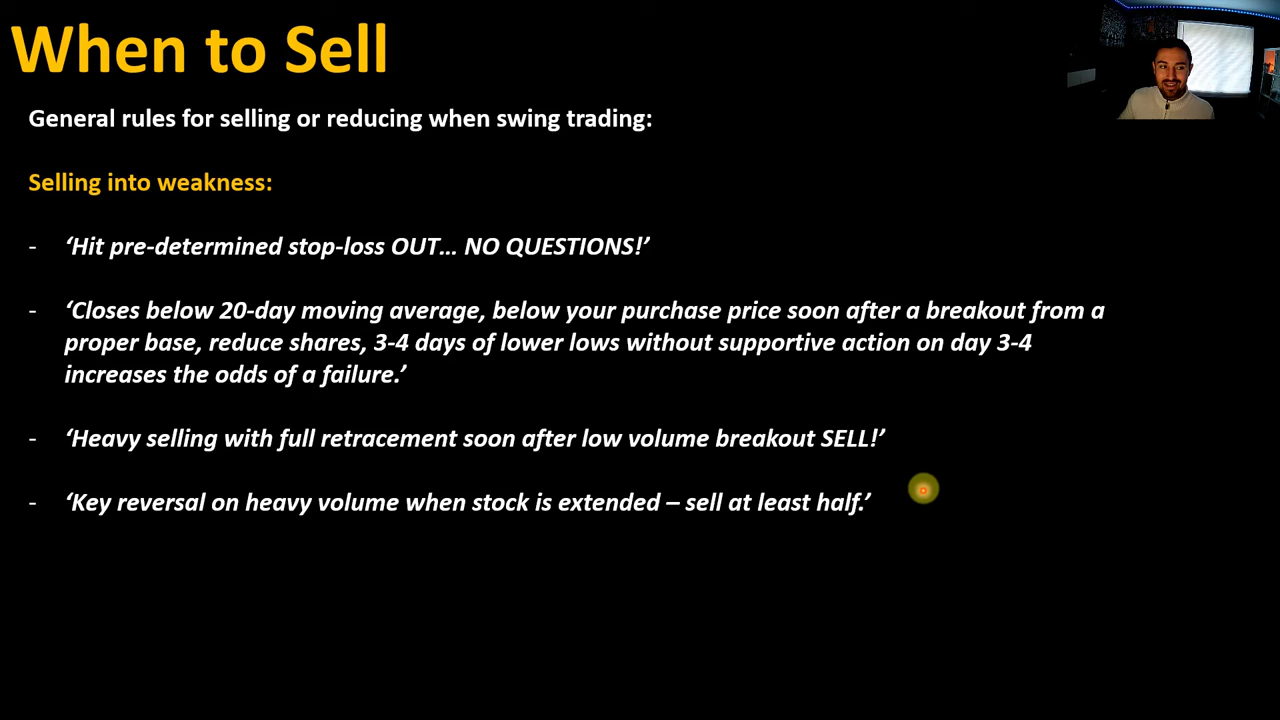 When to Sell
General rules for selling or reducing when swing trading:
Selling into weakness:
- ‘Hit pre-determined stop-loss OUT… NO QUESTIONS!’
- ‘Closes below 20-day moving average, below your purchase price soon after a breakout from a
proper base, reduce shares, 3-4 days of lower lows without supportive action on day 3-4
increases the odds of a failure.’
- ‘Heavy selling with full retracement soon after low volume breakout SELL!’
- ‘Key reversal on heavy volume when stock is extended – sell at least half.’